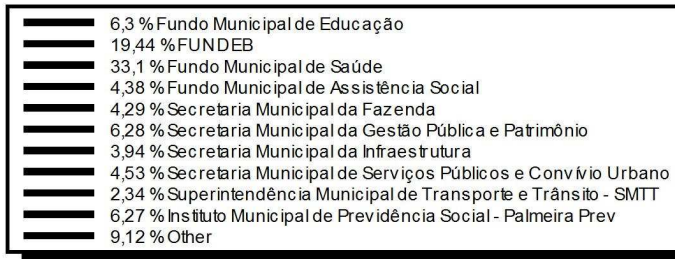 6,3 % Fundo Municipal de Educação
19,44 % FUNDEB
33,1 % Fundo Municipal de Saúde
4,38 % Fundo Municipal de Assistência Social
4,29 % Secretaria Municipal da Fazenda
6,28 % Secretaria Municipal da Gestão Pública e Patrimônio
3,94 % Secretaria Municipal da Infraestrutura
4,53 % Secretaria Municipal de Serviços Públicos e Convívio Urbano
2,34 % Superintendência Municipal de Transporte e Trânsito - SMTT
6,27 % Instituto Municipal de Previdência Social - Palmeira Prev
9,12 % Other